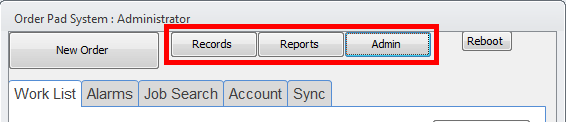 Order Pad System : Administrator
New Order Records Reports Admin Reboot
Work List Alarms Job Search Account Sync